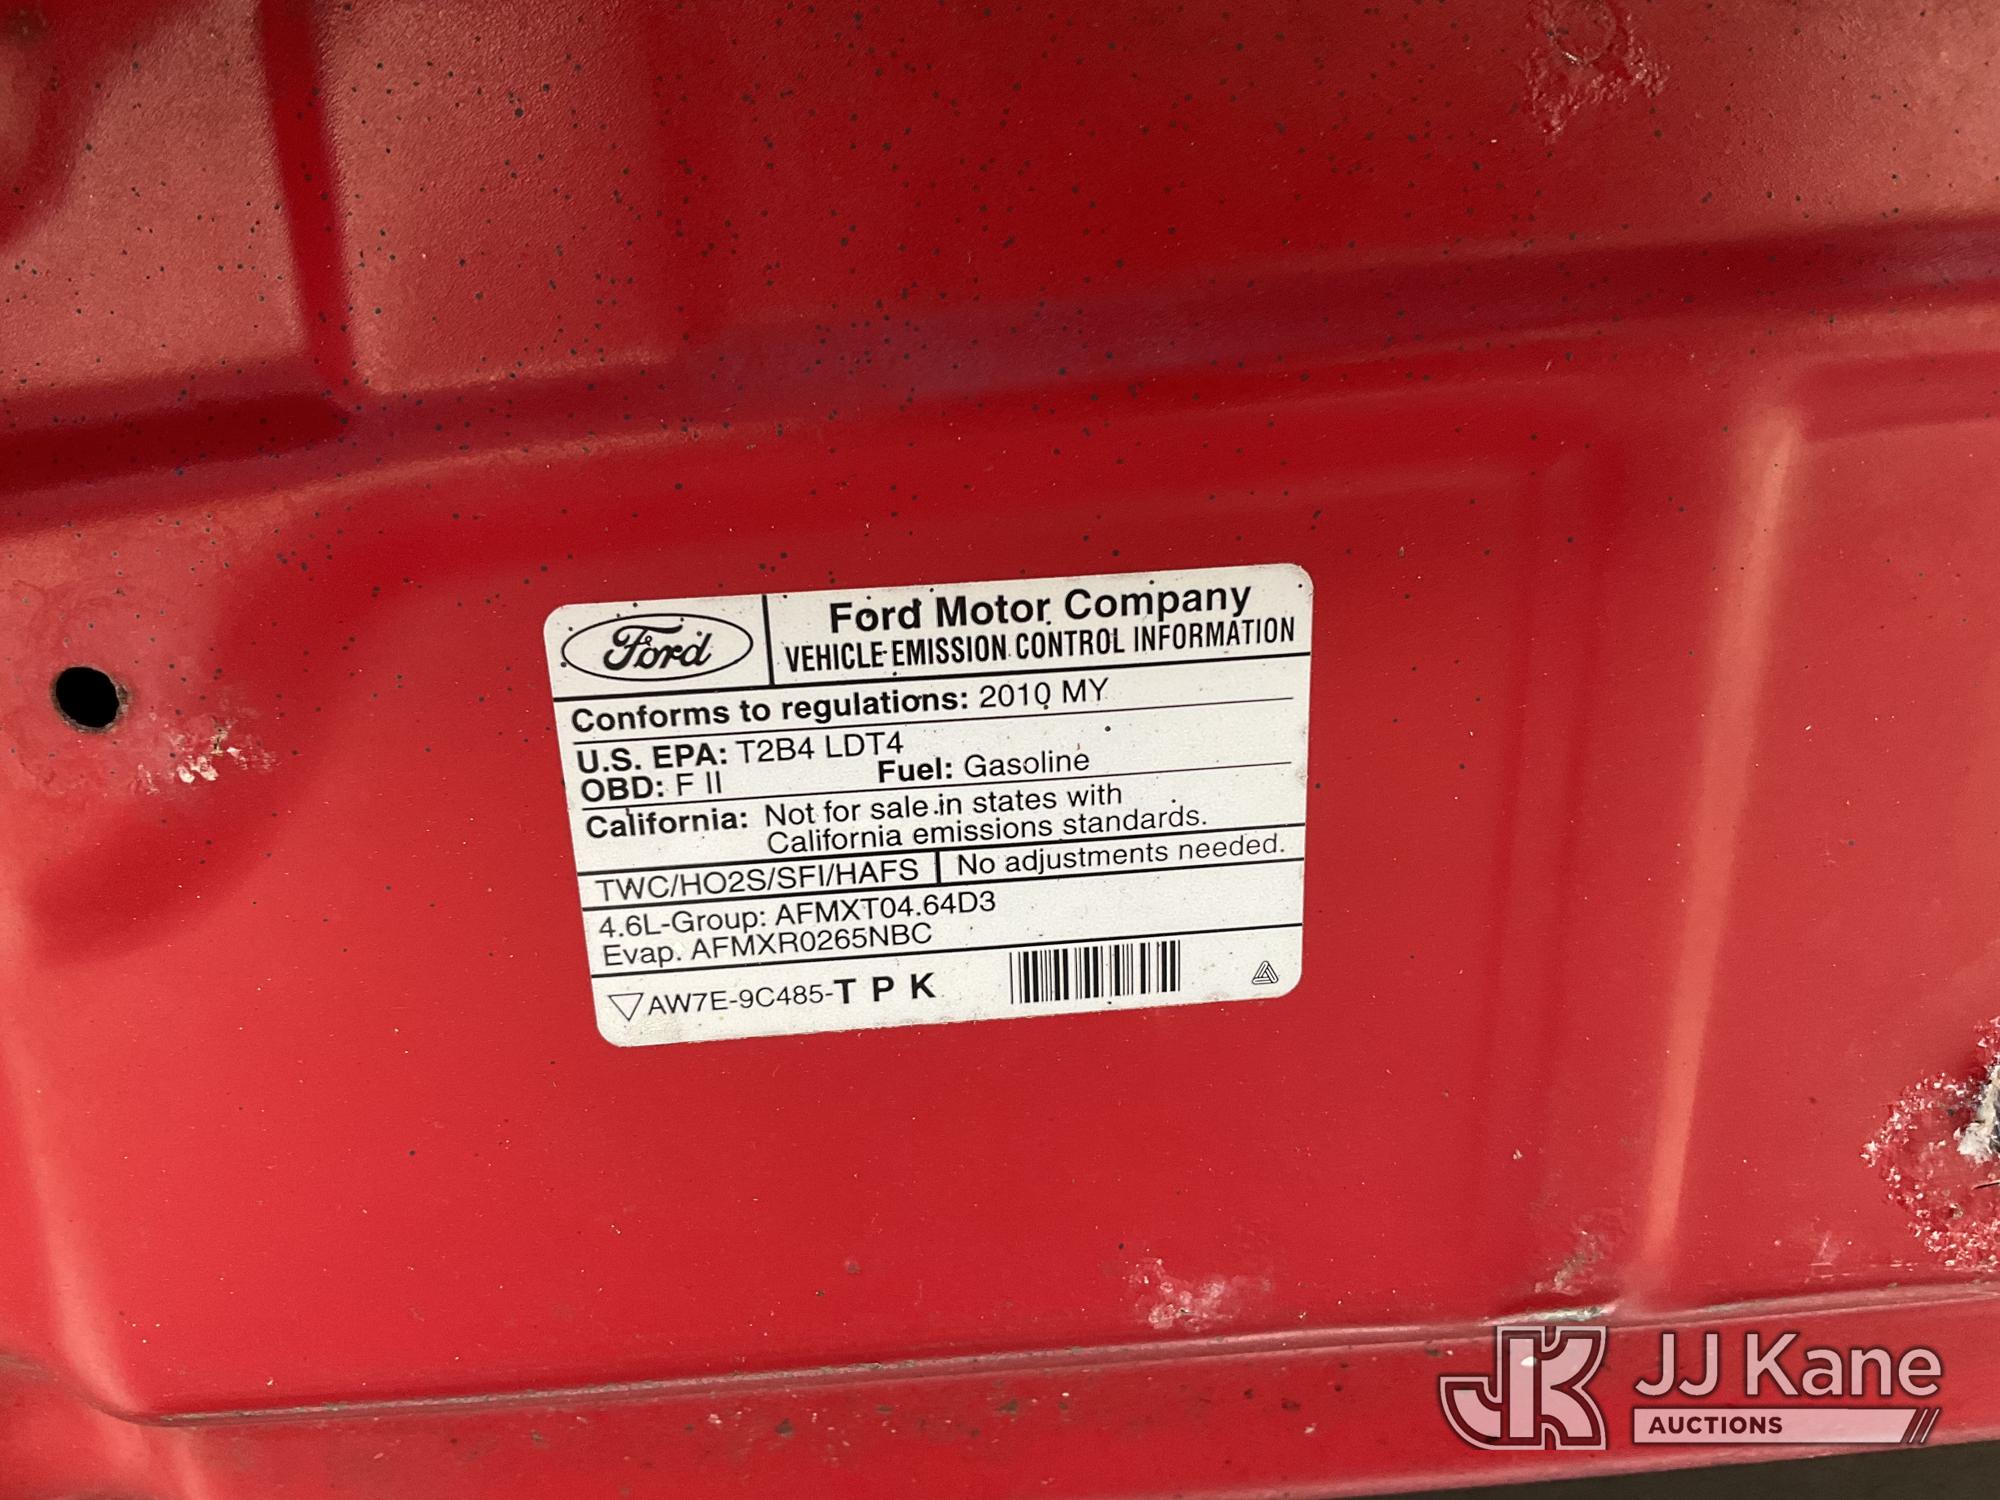 Ford
Ford Motor Company
VEHICLE EMISSION CONTROL INFORMATION
Conforms to regulations: 2010 MY
U.S. EPA: T2B4 LDT4
OBD: F II Fuel: Gasoline
California: Not for sale in states with
California emissions standards.
TWC/HO2S/SFI/HAFS No adjustments needed.
4.6L-Group: AFMXT04.64D3
Evap. AFMXR0265NBC
AW7E-9C485-T P K
JK JJ Kane
AUCTIONS